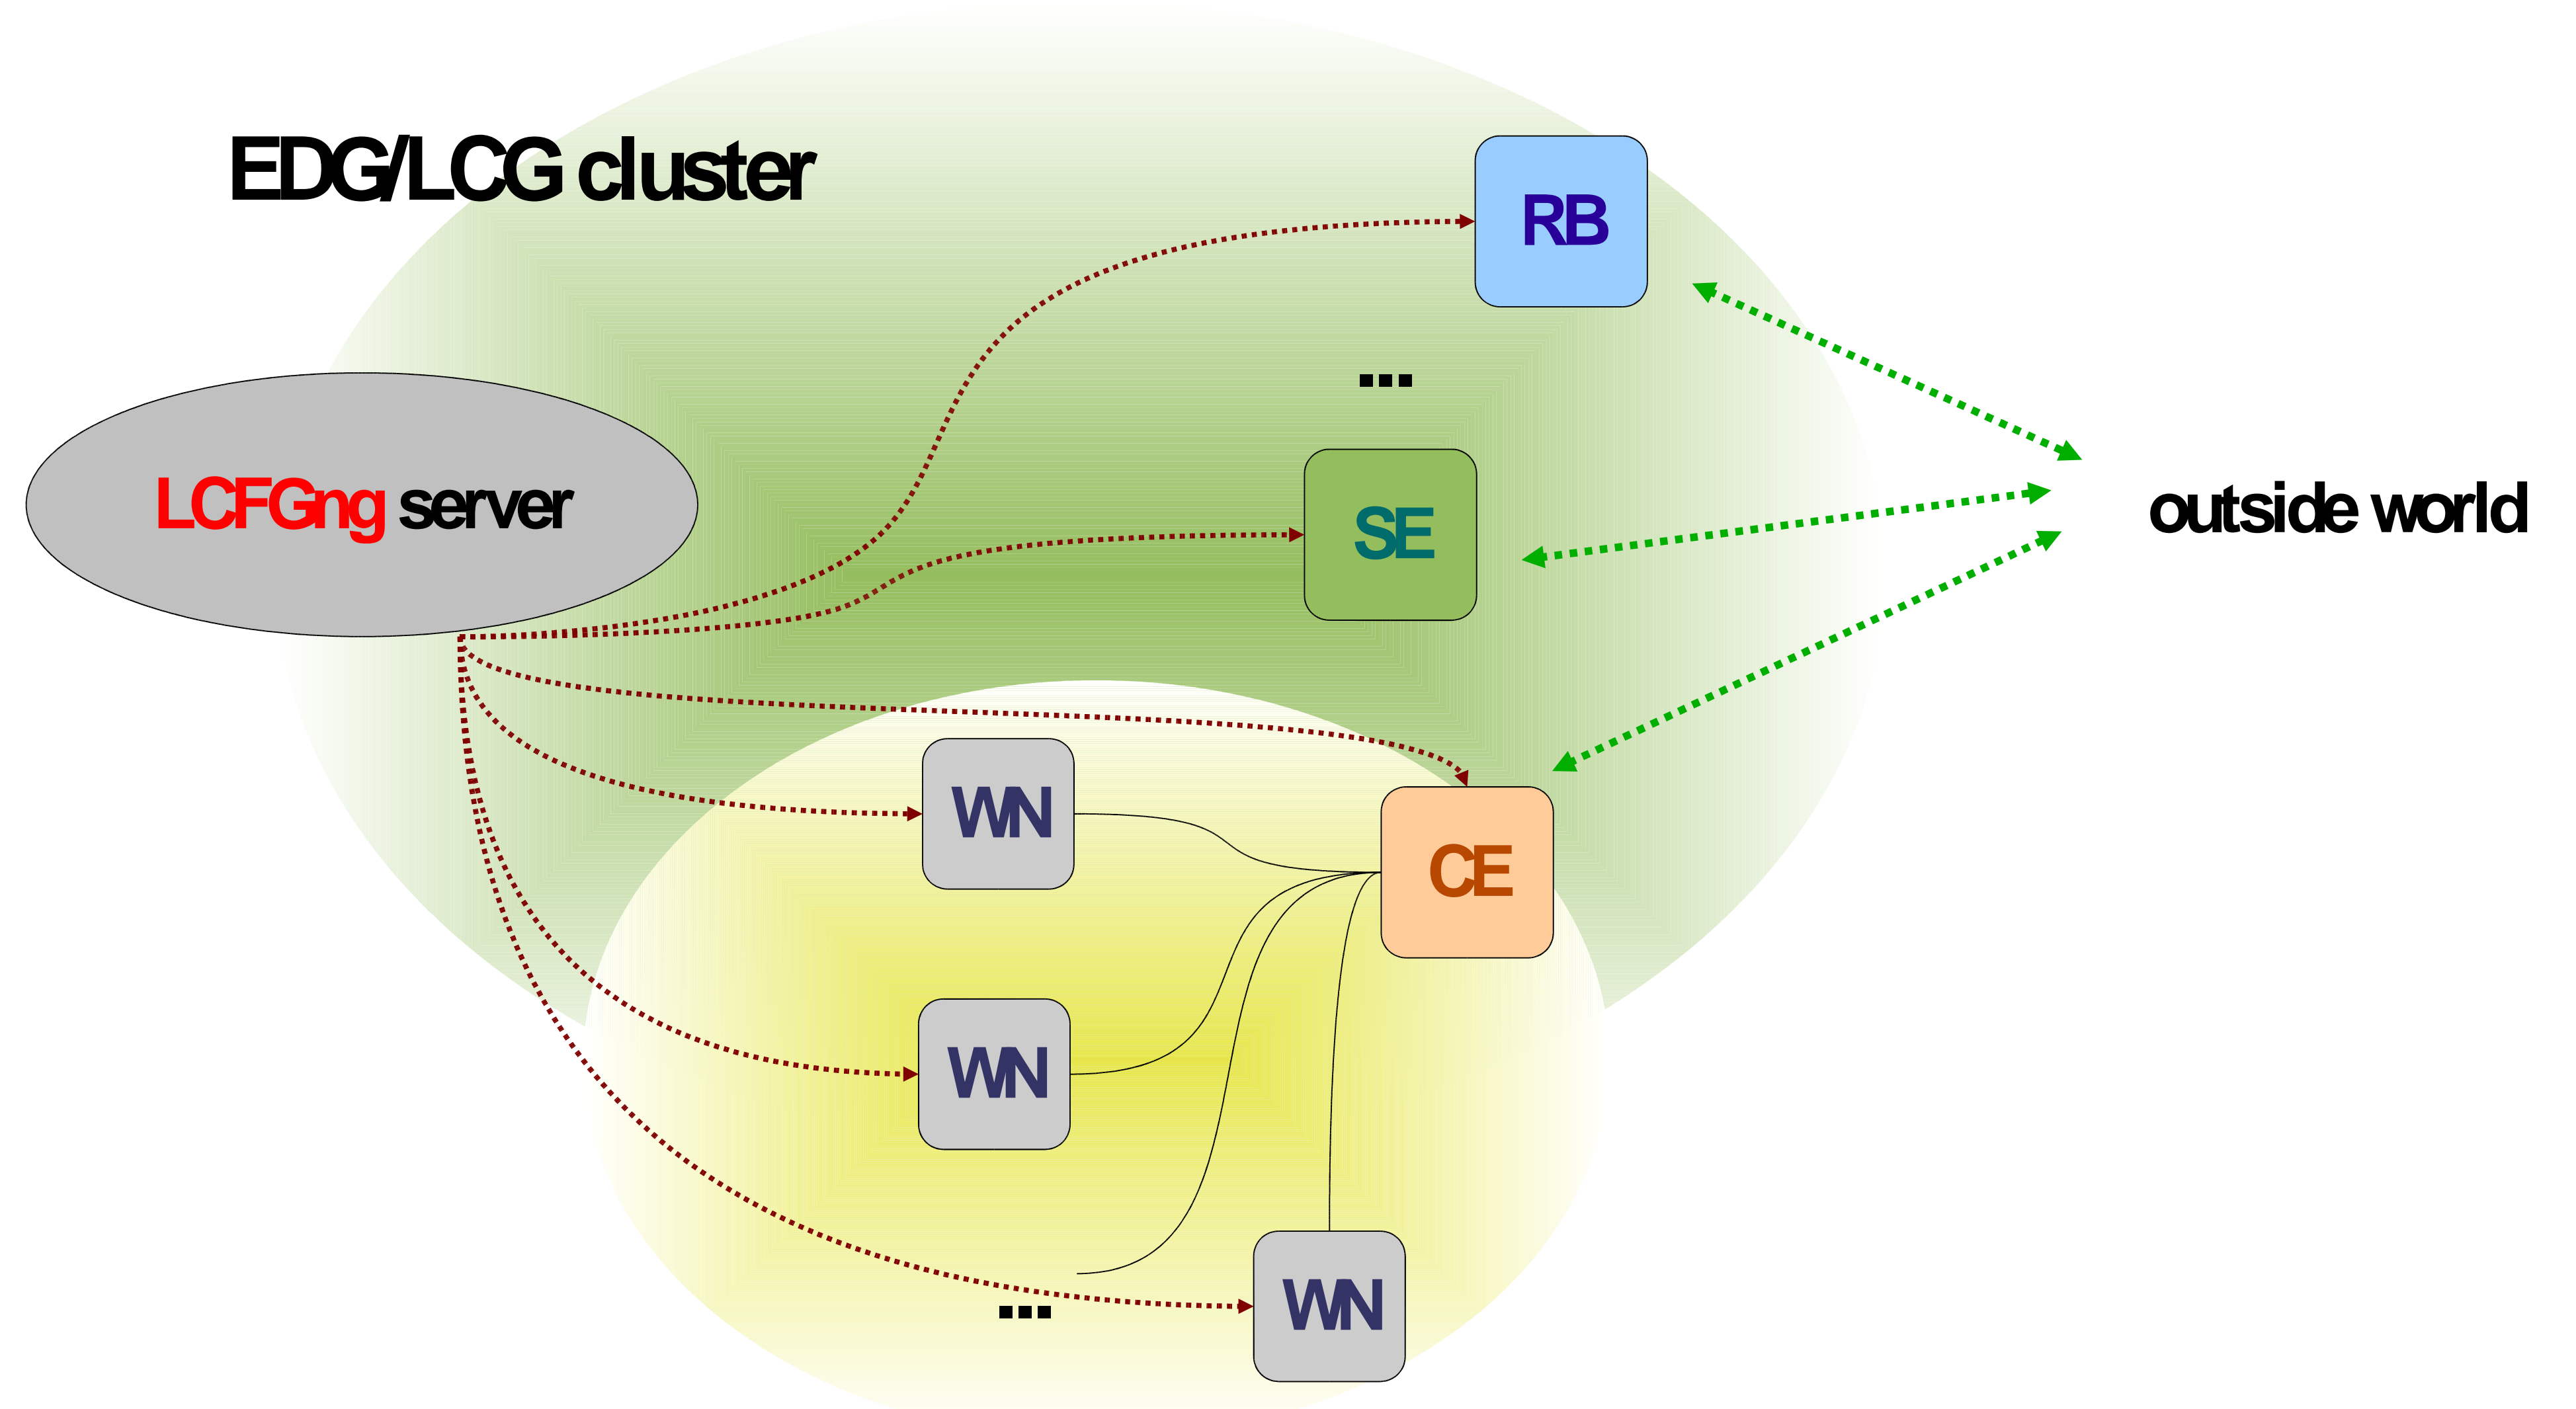 EDG/LCG cluster
RB
...
LCFGng server
SE
outside world
WN
CE
WN
WN
...